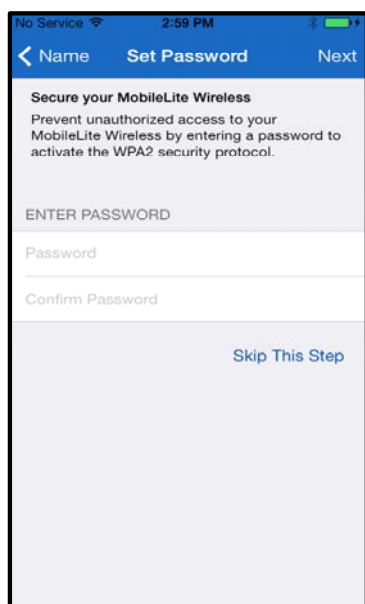 No Service 2:59 PM
Name Set Password Next
Secure your MobileLite Wireless
Prevent unauthorized access to your
MobileLite Wireless by entering a password to
activate the WPA2 security protocol.
ENTER PASSWORD
Password
Confirm Password
Skip This Step